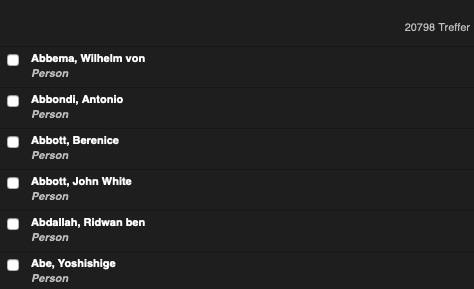 20798 Treffer
Abbema, Wilhelm von
Person
Abbondi, Antonio
Person
Abbott, Berenice
Person
Abbott, John White
Person
Abdallah, Ridwan ben
Person
Abe, Yoshishige
Person